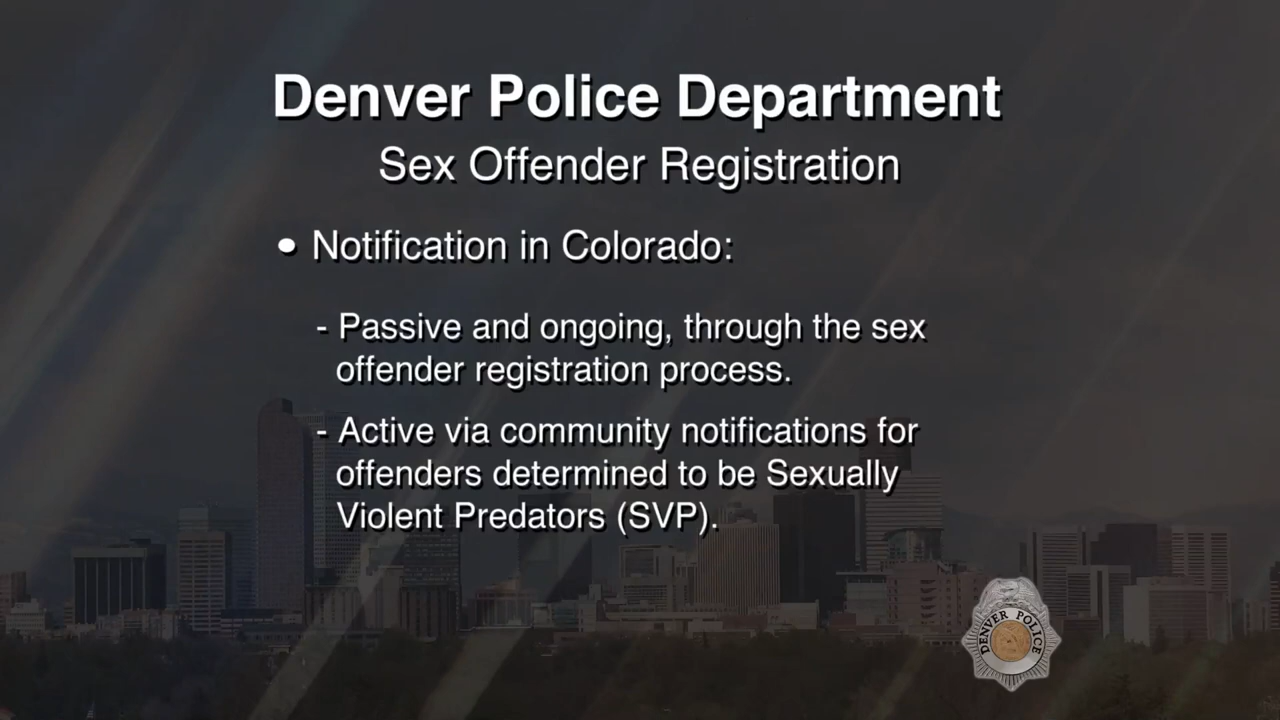 Denver Police Department
Sex Offender Registration
• Notification in Colorado:
- Passive and ongoing, through the sex
offender registration process.
- Active via community notifications for
offenders determined to be Sexually
Violent Predators (SVP).
DENVER POLICE